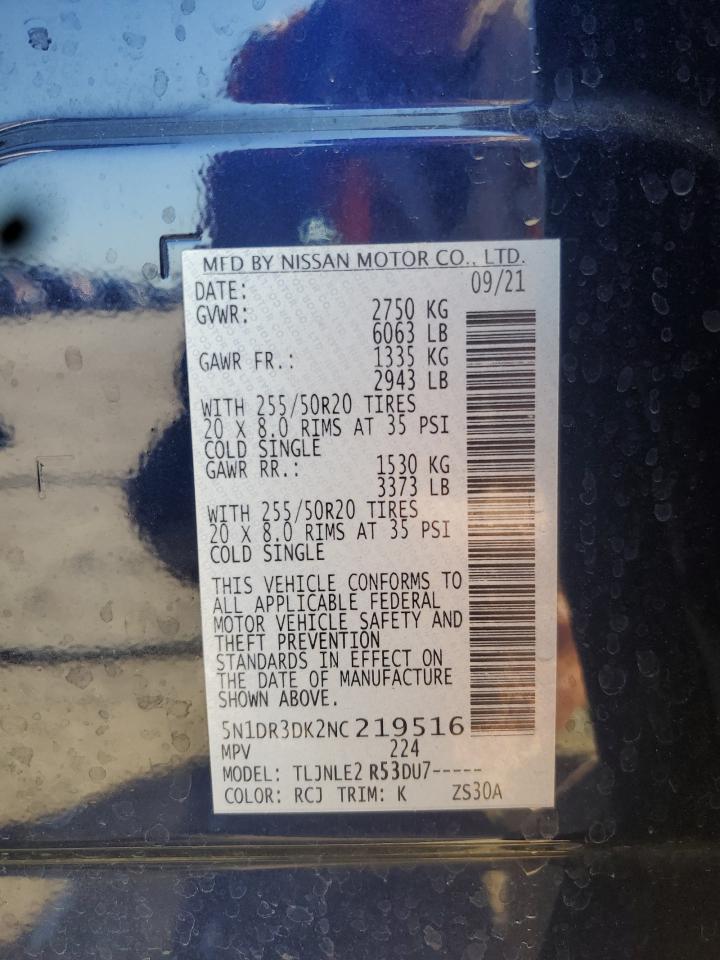 MFD BY NISSAN MOTOR CO., LTD.
DATE: 09/21
GVWR: 2750 KG
6063 LB
GAWR FR.: 1335 KG
2943 LB
WITH 255/50R20 TIRES
20 X 8.0 RIMS AT 35 PSI
COLD SINGLE
GAWR RR.: 1530 KG
3373 LB
WITH 255/50R20 TIRES
20 X 8.0 RIMS AT 35 PSI
COLD SINGLE
THIS VEHICLE CONFORMS TO
ALL APPLICABLE FEDERAL
MOTOR VEHICLE SAFETY AND
THEFT PREVENTION
STANDARDS IN EFFECT ON
THE DATE OF MANUFACTURE
SHOWN ABOVE.
5N1DR3DK2NC219516
MPV 224
MODEL: TLJNLE2 R53DU7-----
COLOR: RCJ TRIM: K ZS30A